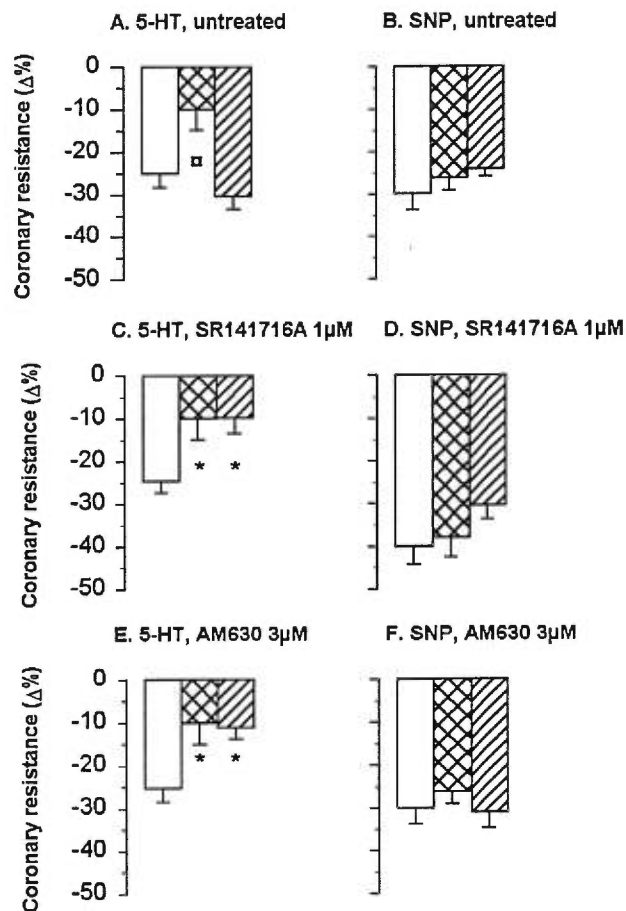 A. 5-HT, untreated
B. SNP, untreated
Coronary resistance (Δ%)
0
-10
-20
-30
-40
-50
¤
C. 5-HT, SR141716A 1µM
D. SNP, SR141716A 1µM
Coronary resistance (Δ%)
0
-10
-20
-30
-40
-50
* *
E. 5-HT, AM630 3µM
F. SNP, AM630 3µM
Coronary resistance (Δ%)
0
-10
-20
-30
-40
-50
* *